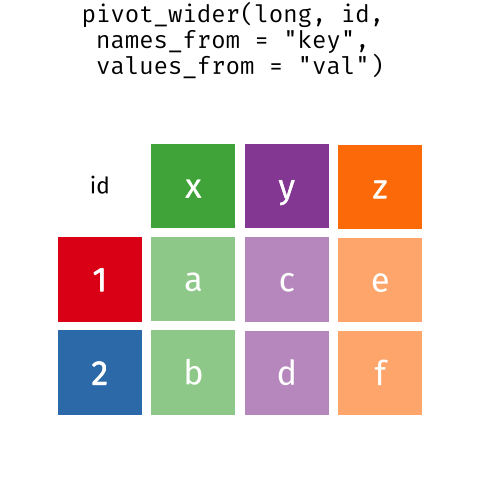 pivot_wider(long, id,
names_from = "key",
values_from = "val")
id x y z
1 a c e
2 b d f